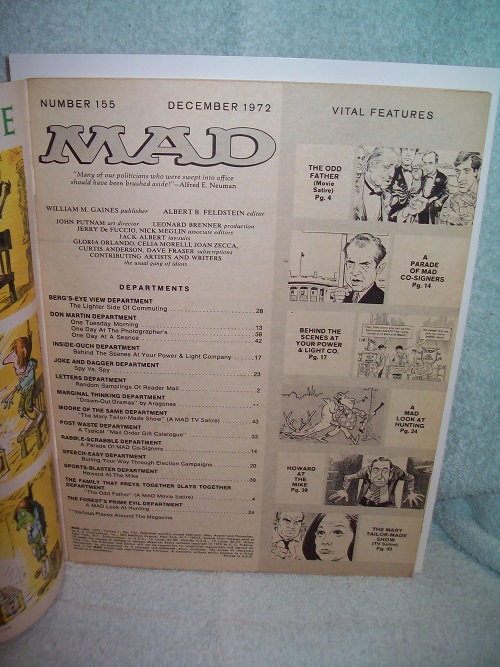 E
NUMBER 155 DECEMBER 1972
MAD
"Many of our politicians who were swept into office
should have been brushed aside!"—Alfred E. Neuman
WILLIAM M. GAINES publisher ALBERT B. FELDSTEIN editor
JOHN PUTNAM art director LEONARD BRENNER production
JERRY De FUCCIO, NICK MEGLIN associate editors
JACK ALBERT lawsuits
GLORIA ORLANDO, CELIA MORELLI, JOAN ZECCA,
CURTIS ANDERSON, DAVE FRASER subscriptions
CONTRIBUTING ARTISTS AND WRITERS
the usual gang of idiots
DEPARTMENTS
BERG'S-EYE VIEW DEPARTMENT
The Lighter Side Of Commuting 28
DON MARTIN DEPARTMENT
One Tuesday Morning 13
One Day At The Photographer's 38
One Day At A Seance 42
INSIDE-OUCH DEPARTMENT
Behind The Scenes At Your Power & Light Company 17
JOKE AND DAGGER DEPARTMENT
Spy Vs. Spy 23
LETTERS DEPARTMENT
Random Samplings Of Reader Mail 2
MARGINAL THINKING DEPARTMENT
"Drawn-Out Dramas" by Aragones **
MOORE OF THE SAME DEPARTMENT
"The Mary Tailor-Made Show" (A MAD TV Satire) 43
POST WASTE DEPARTMENT
A Typical "Mail Order Gift Catalogue" 33
RABBLE-SCRABBLE DEPARTMENT
A Parade Of MAD Co-Signers 14
SPEECH-EASY DEPARTMENT
Bulling Your Way Through Election Campaigns 20
SPORTS-BLASTER DEPARTMENT
Howard At The Mike 39
THE FAMILY THAT PREYS TOGETHER SLAYS TOGETHER
DEPARTMENT
"The Odd Father" (A MAD Movie Satire) 4
THE FOREST'S PRIME EVIL DEPARTMENT
A MAD Look At Hunting 24
**Various Places Around The Magazine
VITAL FEATURES
THE ODD
FATHER
(Movie
Satire)
Pg. 4
A
PARADE
OF MAD
CO-SIGNERS
Pg. 14
BEHIND THE
SCENES AT
YOUR POWER
& LIGHT CO.
Pg. 17
A
MAD
LOOK AT
HUNTING
Pg. 24
HOWARD
AT THE
MIKE
Pg. 39
THE MARY
TAILOR-MADE
SHOW
(TV Satire)
Pg. 43